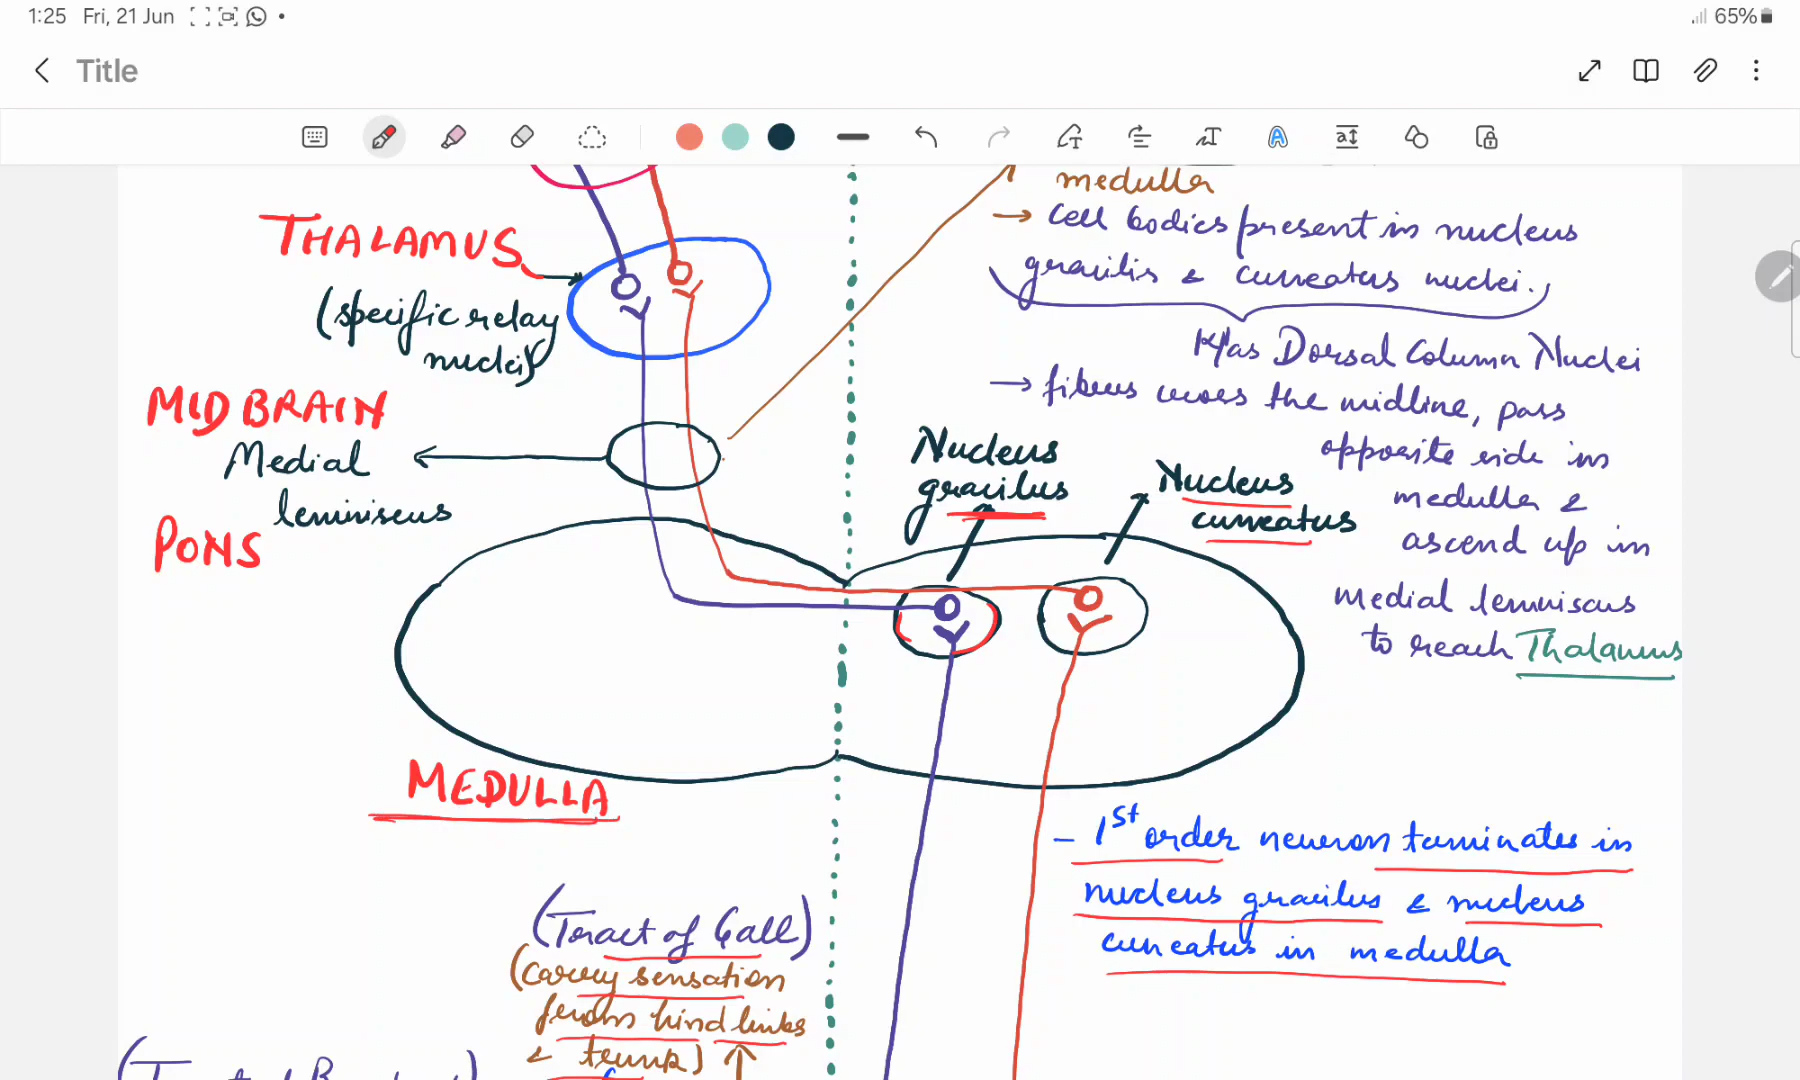 1:25 Fri, 21 Jun
65%
Title
medulla
→ cell bodies present in nucleus
gracilis & cuneatus nuclei.
K/as Dorsal Column Nuclei
→ fibers cross the midline, pass
opposite side in
medulla &
ascend up in
medial lemniscus
to reach Thalamus
THALAMUS
(specific relay
nuclei)
MID BRAIN
Medial
lemniscus
PONS
Nucleus
gracilus
Nucleus
cuneatus
MEDULLA
- 1st order neuron terminates in
nucleus gracilus & nucleus
cuneatus in medulla
(Tract of Gall)
(carry sensation
from hind limbs
& trunk)